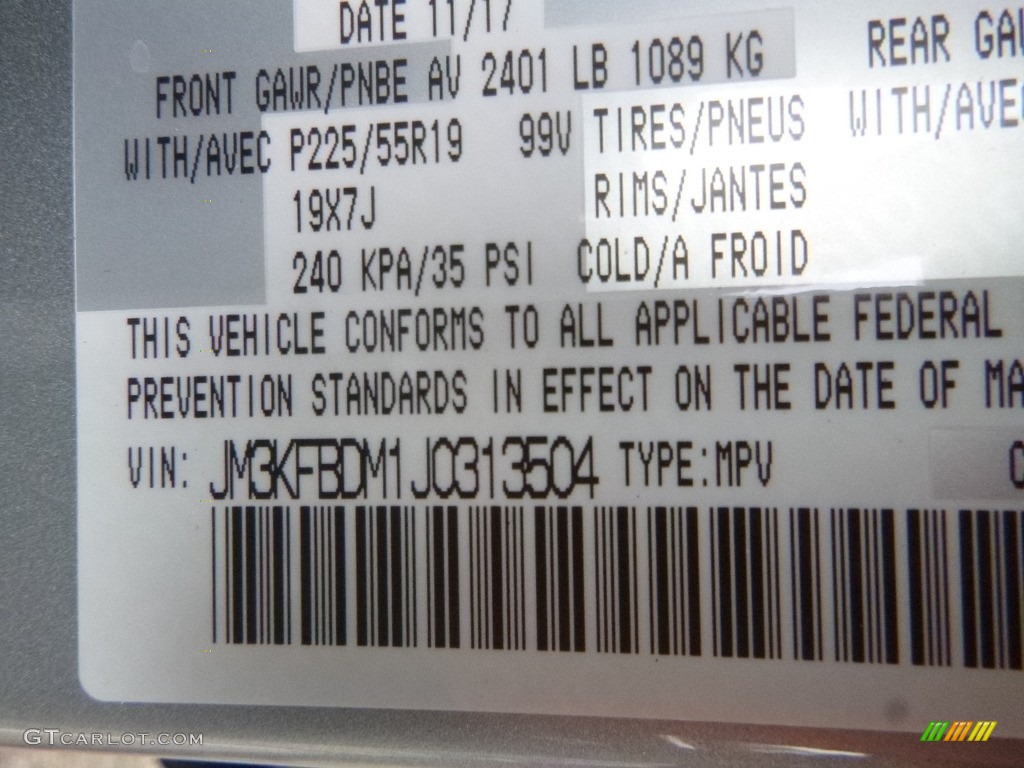 DATE 11/17
FRONT GAWR/PNBE AV 2401 LB 1089 KG REAR
WITH/AVEC P225/55R19 99V TIRES/PNEUS WITH/AVEC
19X7J RIMS/JANTES
240 KPA/35 PSI COLD/A FROID
THIS VEHICLE CONFORMS TO ALL APPLICABLE FEDERAL
PREVENTION STANDARDS IN EFFECT ON THE DATE OF MA
VIN: JM3KFBDM1J0313504 TYPE:MPV
GTCARLOT.COM